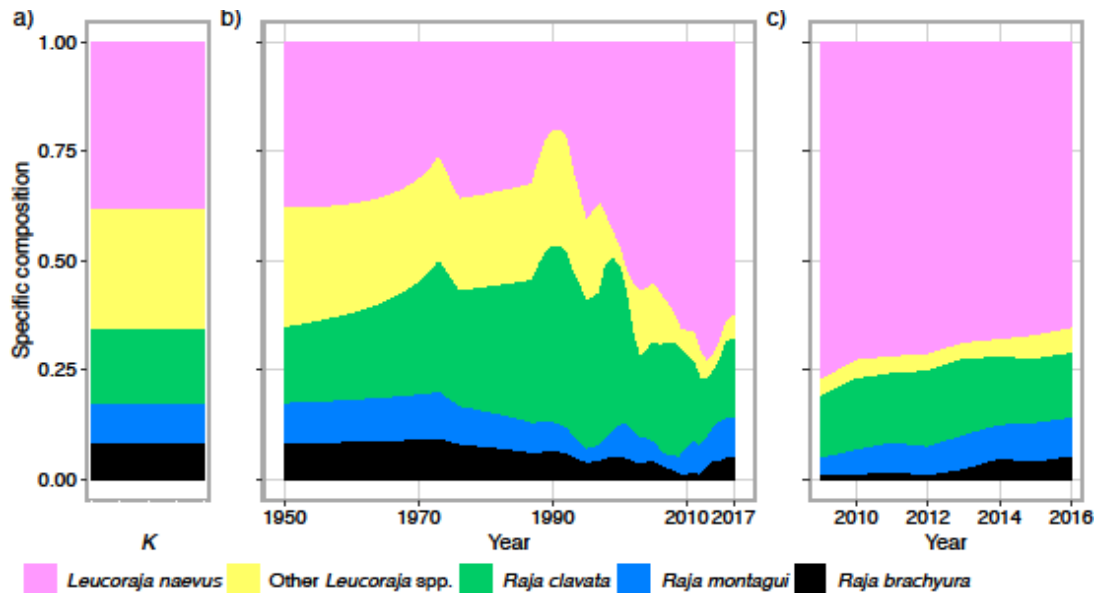 a)
b)
c)
1.00
0.75
0.50
0.25
0.00
Specific composition
K
1950 1970 1990 2010 2017
Year
2010 2012 2014 2016
Year
Leucoraja naevus Other Leucoraja spp. Raja clavata Raja montagui Raja brachyura